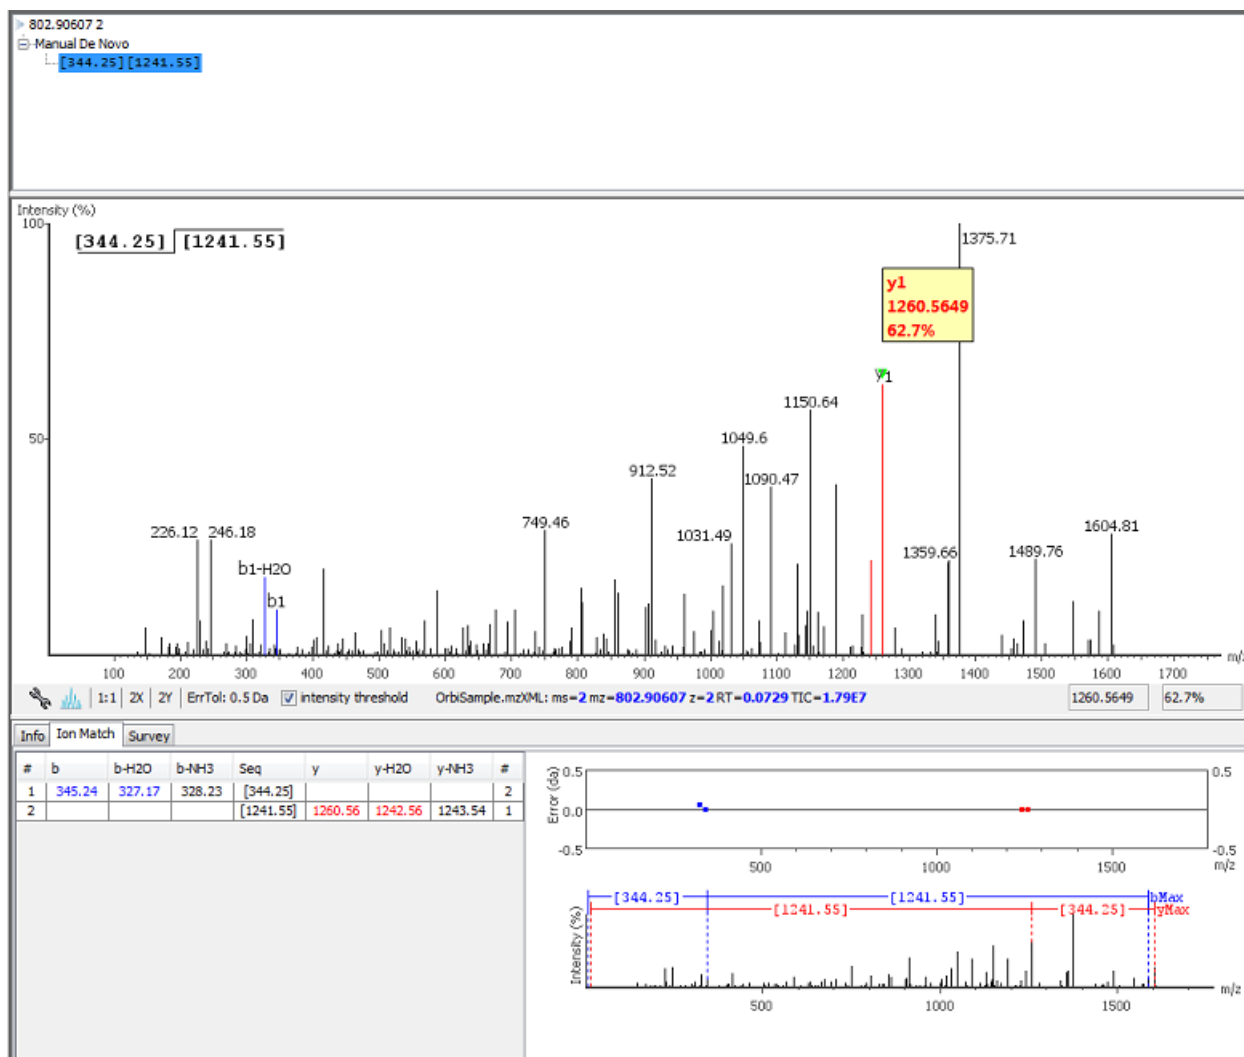 802.90607 2
Manual De Novo
[344.25][1241.55]
Intensity (%)
100
[344.25] [1241.55]
1375.71
y1
1260.5649
62.7%
y1
1150.64
50
1049.6
912.52
1090.47
749.46
226.12 246.18
1031.49
1604.81
1359.66
1489.76
b1-H2O
b1
100 200 300 400 500 600 700 800 900 1000 1100 1200 1300 1400 1500 1600 1700 m/z
1:1 2X 2Y ErrTol: 0.5 Da intensity threshold OrbiSample.mzXML: ms=2 mz=802.90607 z=2 RT=0.0729 TIC=1.79E7 1260.5649 62.7%
Info Ion Match Survey
# b b-H2O b-NH3 Seq y y-H2O y-NH3 #
1 345.24 327.17 328.23 [344.25] 2
2 [1241.55] 1260.56 1242.56 1243.54 1
Error (da)
0.5 0.5
0.0
-0.5 -0.5
500 1000 1500 m/z
[344.25] [1241.55] bMax
[1241.55] [344.25] yMax
Intensity (%)
500 1000 1500 m/z